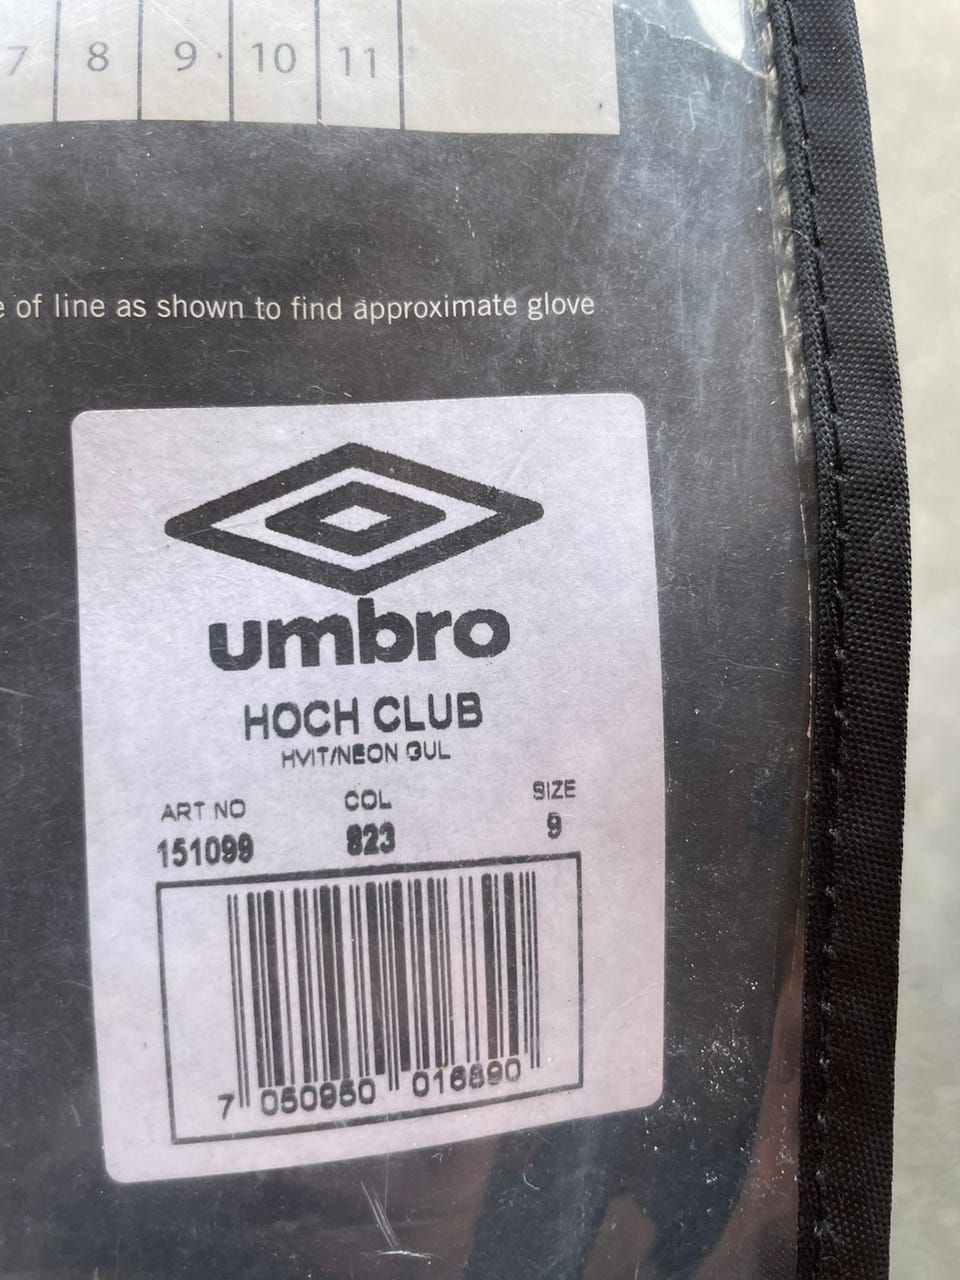 7 8 9 10 11
of line as shown to find approximate glove
umbro
HOCH CLUB
HVIT/NEON GUL
ART NO COL SIZE
151099 823 9
7 050950 016890